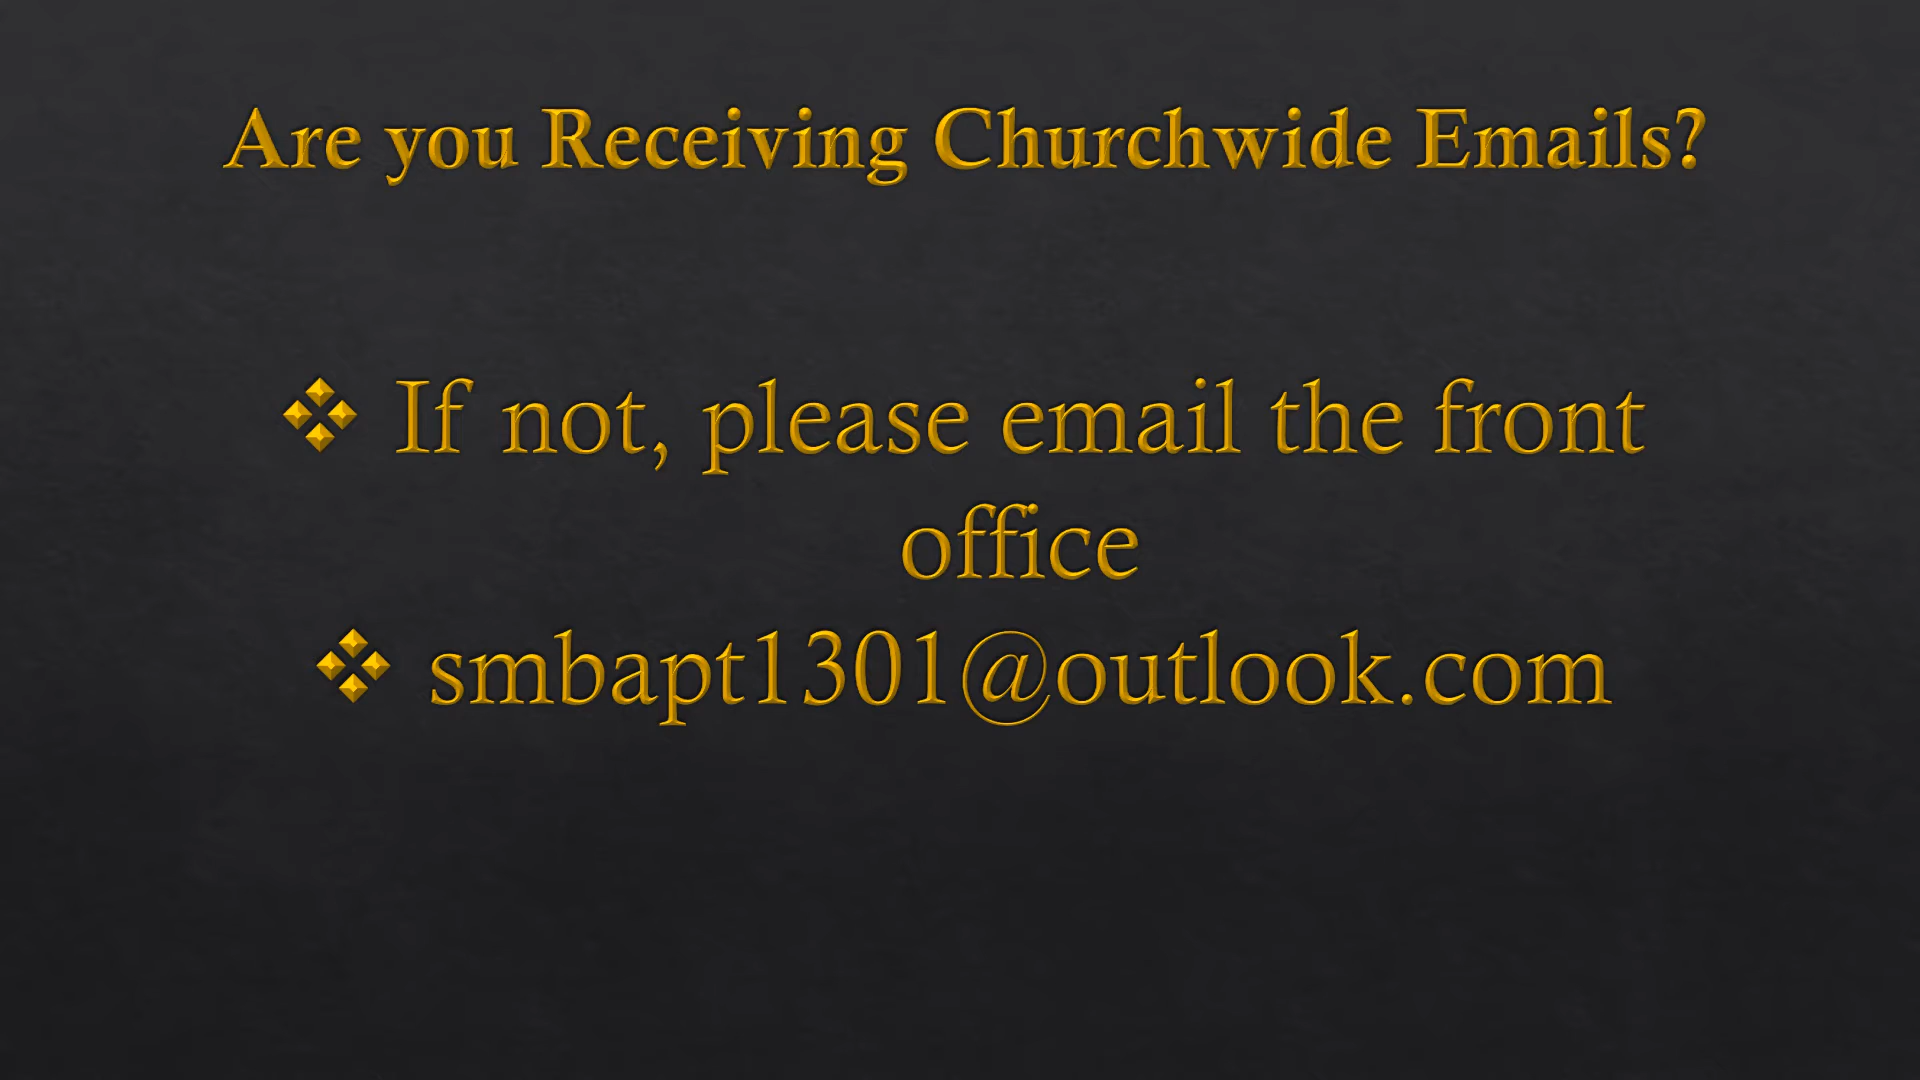 Are you Receiving Churchwide Emails?
❖ If not, please email the front
office
❖ smbapt1301@outlook.com